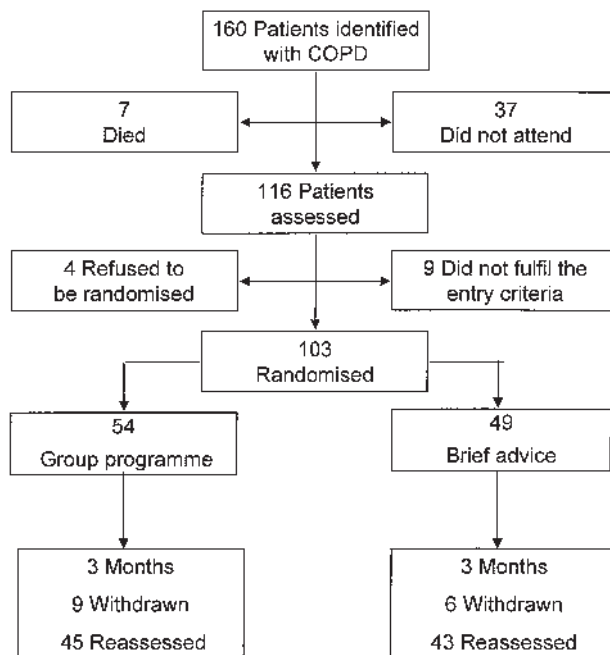 160 Patients identified
with COPD
7
Died
37
Did not attend
116 Patients
assessed
4 Refused to
be randomised
9 Did not fulfil the
entry criteria
103
Randomised
54
Group programme
49
Brief advice
3 Months
9 Withdrawn
45 Reassessed
3 Months
6 Withdrawn
43 Reassessed